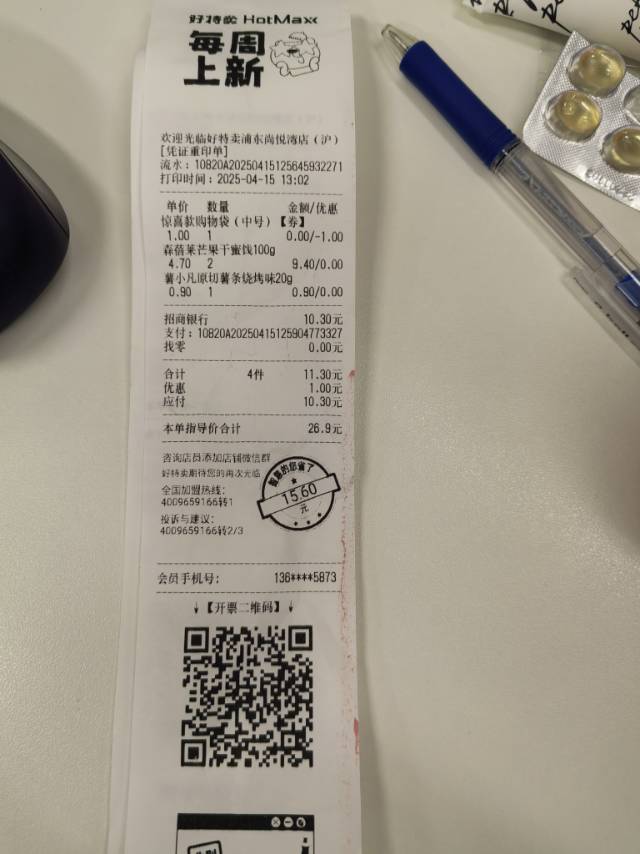 好特卖 HotMaxx
每周
上新
欢迎光临好特卖浦东尚悦湾店（沪）
[凭证重印单]
流水：10820A20250415125645932271
打印时间：2025-04-15 13:02
单价 数量 金额/优惠
惊喜款购物袋（中号）【券】
1.00 1 0.00/-1.00
森蓓莱芒果干蜜饯100g
4.70 2 9.40/0.00
薯小凡原切薯条烧烤味20g
0.90 1 0.90/0.00
招商银行 10.30元
支付：10820A20250415125904773327
找零 0.00元
合计 4件 11.30元
优惠 1.00元
应付 10.30元
本单指导价合计 26.9元
咨询店员添加店铺微信群
好特卖期待您的再次光临
全国加盟热线：
4009659166转1
投诉与建议：
4009659166转2/3
15.60
元
会员手机号： 136****5873
↓【开票二维码】↓